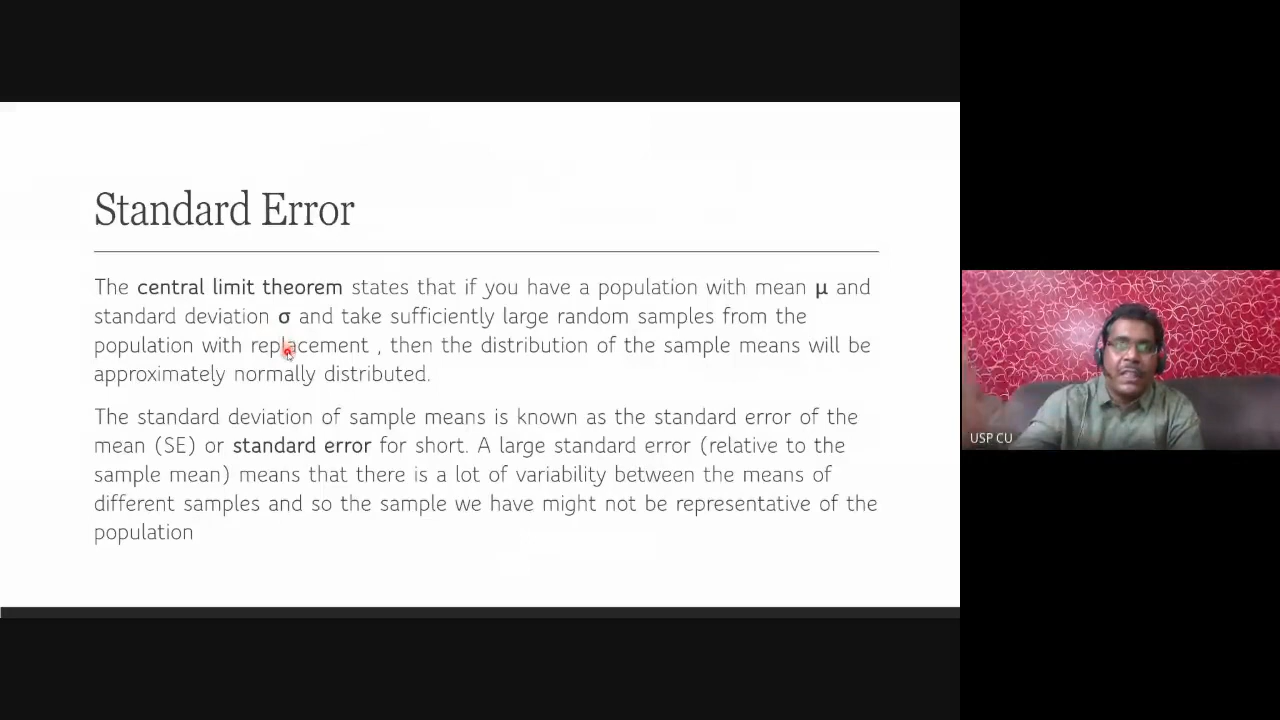 Standard Error
The central limit theorem states that if you have a population with mean μ and
standard deviation σ and take sufficiently large random samples from the
population with replacement , then the distribution of the sample means will be
approximately normally distributed.
The standard deviation of sample means is known as the standard error of the
mean (SE) or standard error for short. A large standard error (relative to the
sample mean) means that there is a lot of variability between the means of
different samples and so the sample we have might not be representative of the
population
USP CU